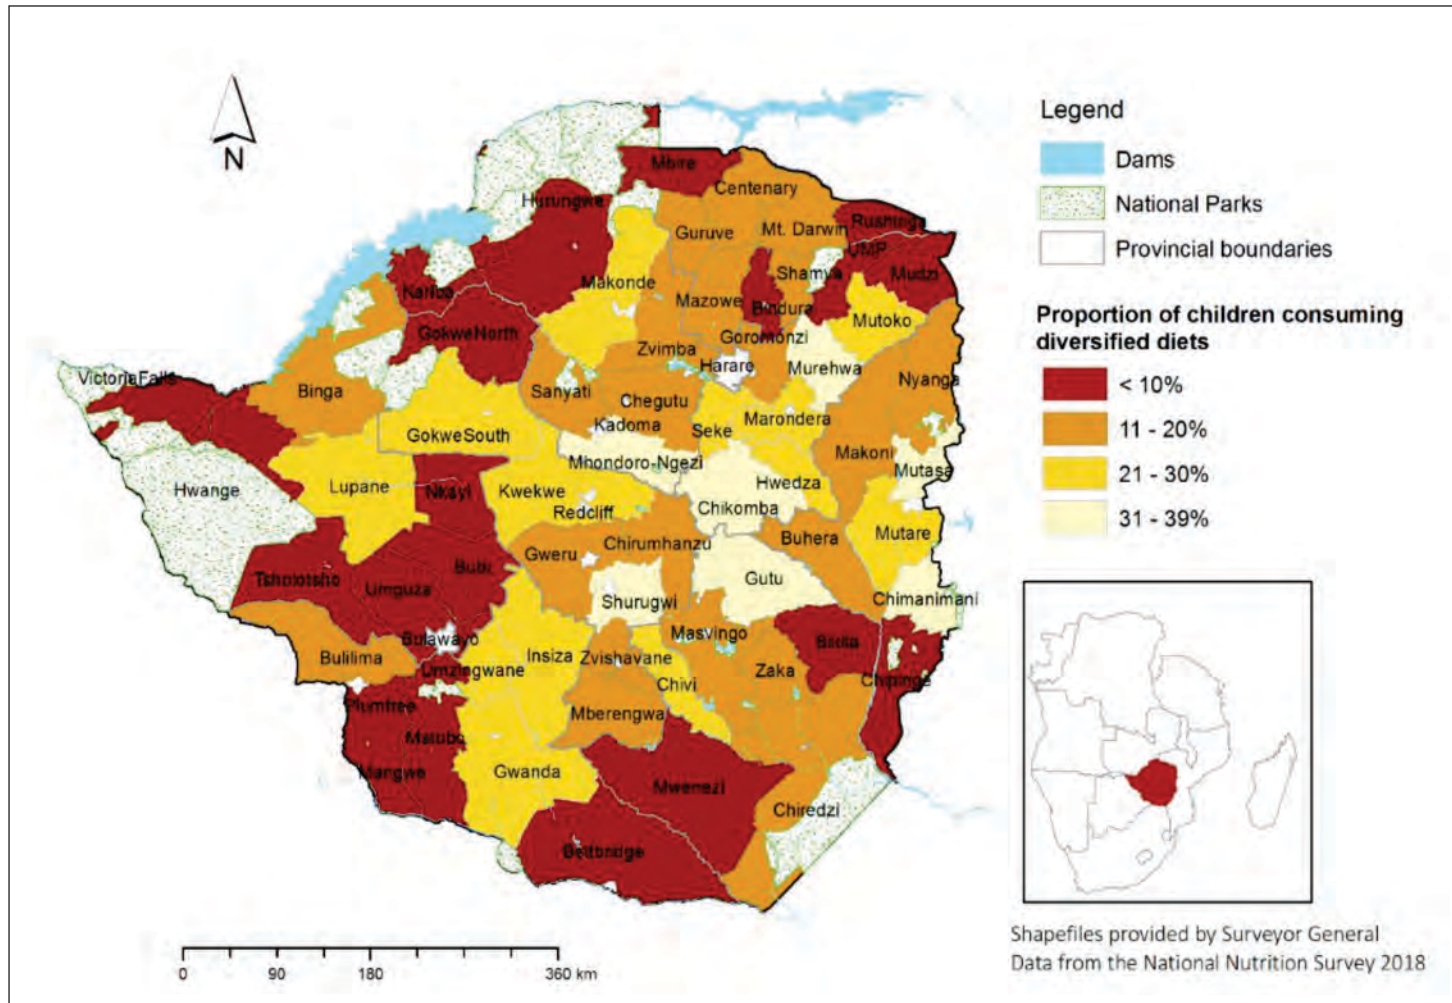 N
Mbire
Centenary
Hurungwe
Rushinga
Guruve
Mt. Darwin
UMP
Mudzi
Shamva
Makonde
Kariba
Mazowe
Bindura
Mutoko
GokweNorth
Goromonzi
Zvimba
Harare
Murehwa
VictoriaFalls
Nyanga
Binga
Sanyati
Chegutu
Kadoma
Seke
Marondera
GokweSouth
Makoni
Mhondoro-Ngezi
Mutasa
Hwange
Lupane
Nkayi
Kwekwe
Hwedza
Redcliff
Chikomba
Mutare
Buhera
Gweru
Chirumhanzu
Bubi
Tsholotsho
Umguza
Gutu
Shurugwi
Chimanimani
Bulawayo
Masvingo
Bikita
Bulilima
Insiza
Zvishavane
Umzingwane
Zaka
Chivi
Chipinge
Plumtree
Mberengwa
Matobo
Mangwe
Gwanda
Mwenezi
Chiredzi
Beitbridge
0 90 180 360 km
Legend
Dams
National Parks
Provincial boundaries
Proportion of children consuming
diversified diets
< 10%
11 - 20%
21 - 30%
31 - 39%
Shapefiles provided by Surveyor General
Data from the National Nutrition Survey 2018